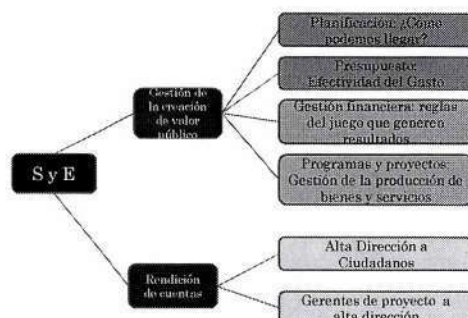 Planificación: ¿Cómo
podemos llegar?
Presupuesto:
Efectividad del Gasto
Gestión de
la creación
de valor
público
Gestión financiera: reglas
del juego que generen
resultados
S y E
Programas y proyectos:
Gestión de la producción de
bienes y servicios
Alta Dirección a
Ciudadanos
Rendición
de cuentas
Gerentes de proyecto a
alta dirección